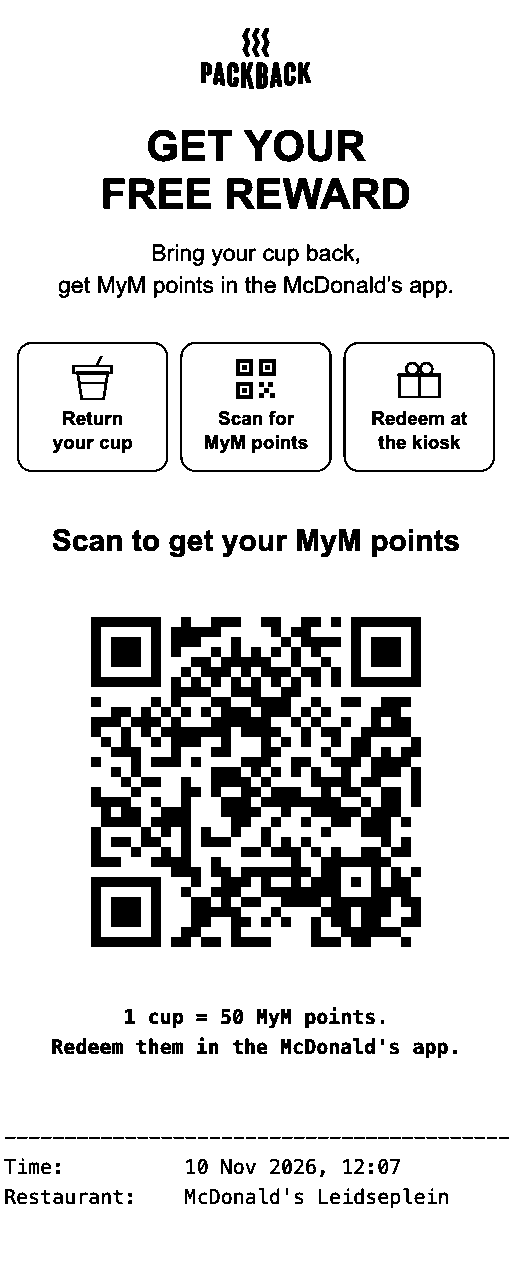 PACKBACK
GET YOUR
FREE REWARD
Bring your cup back,
get MyM points in the McDonald's app.
Return
your cup
Scan for
MyM points
Redeem at
the kiosk
Scan to get your MyM points
1 cup = 50 MyM points.
Redeem them in the McDonald's app.
Time: 10 Nov 2026, 12:07
Restaurant: McDonald's Leidseplein